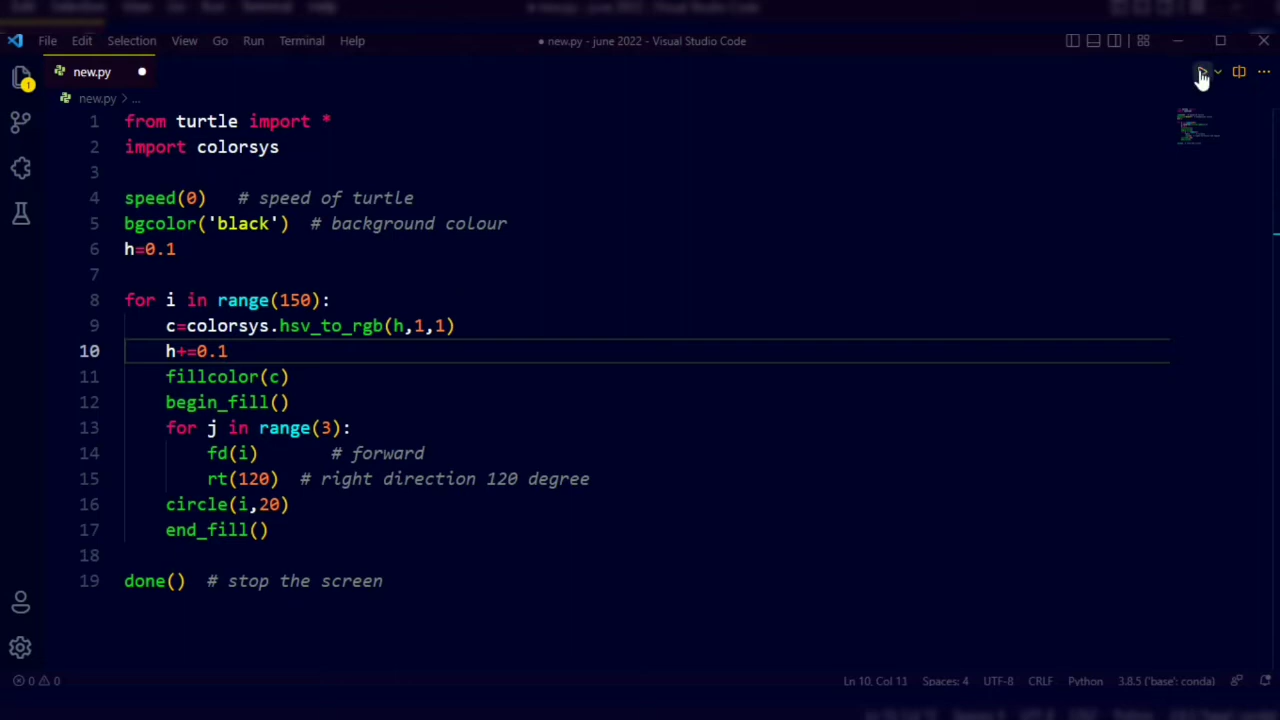 File Edit Selection View Go Run Terminal Help
● new.py - june 2022 - Visual Studio Code
new.py
1
new.py > ...
1 from turtle import *
2 import colorsys
3
4 speed(0)   # speed of turtle
5 bgcolor('black')  # background colour
6 h=0.1
7
8 for i in range(150):
9     c=colorsys.hsv_to_rgb(h,1,1)
10     h+=0.1
11     fillcolor(c)
12     begin_fill()
13     for j in range(3):
14         fd(i)       # forward
15         rt(120)  # right direction 120 degree
16     circle(i,20)
17     end_fill()
18
19 done()  # stop the screen
0 0 Ln 10, Col 11 Spaces: 4 UTF-8 CRLF Python 3.8.5 ('base': conda)